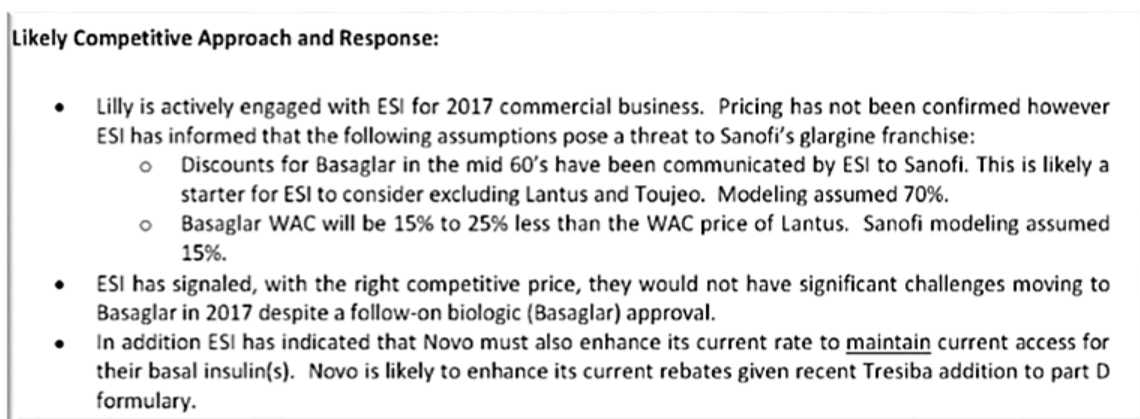 Likely Competitive Approach and Response:
• Lilly is actively engaged with ESI for 2017 commercial business. Pricing has not been confirmed however
ESI has informed that the following assumptions pose a threat to Sanofi's glargine franchise:
o Discounts for Basaglar in the mid 60's have been communicated by ESI to Sanofi. This is likely a
starter for ESI to consider excluding Lantus and Toujeo. Modeling assumed 70%.
o Basaglar WAC will be 15% to 25% less than the WAC price of Lantus. Sanofi modeling assumed
15%.
• ESI has signaled, with the right competitive price, they would not have significant challenges moving to
Basaglar in 2017 despite a follow-on biologic (Basaglar) approval.
• In addition ESI has indicated that Novo must also enhance its current rate to maintain current access for
their basal insulin(s). Novo is likely to enhance its current rebates given recent Tresiba addition to part D
formulary.